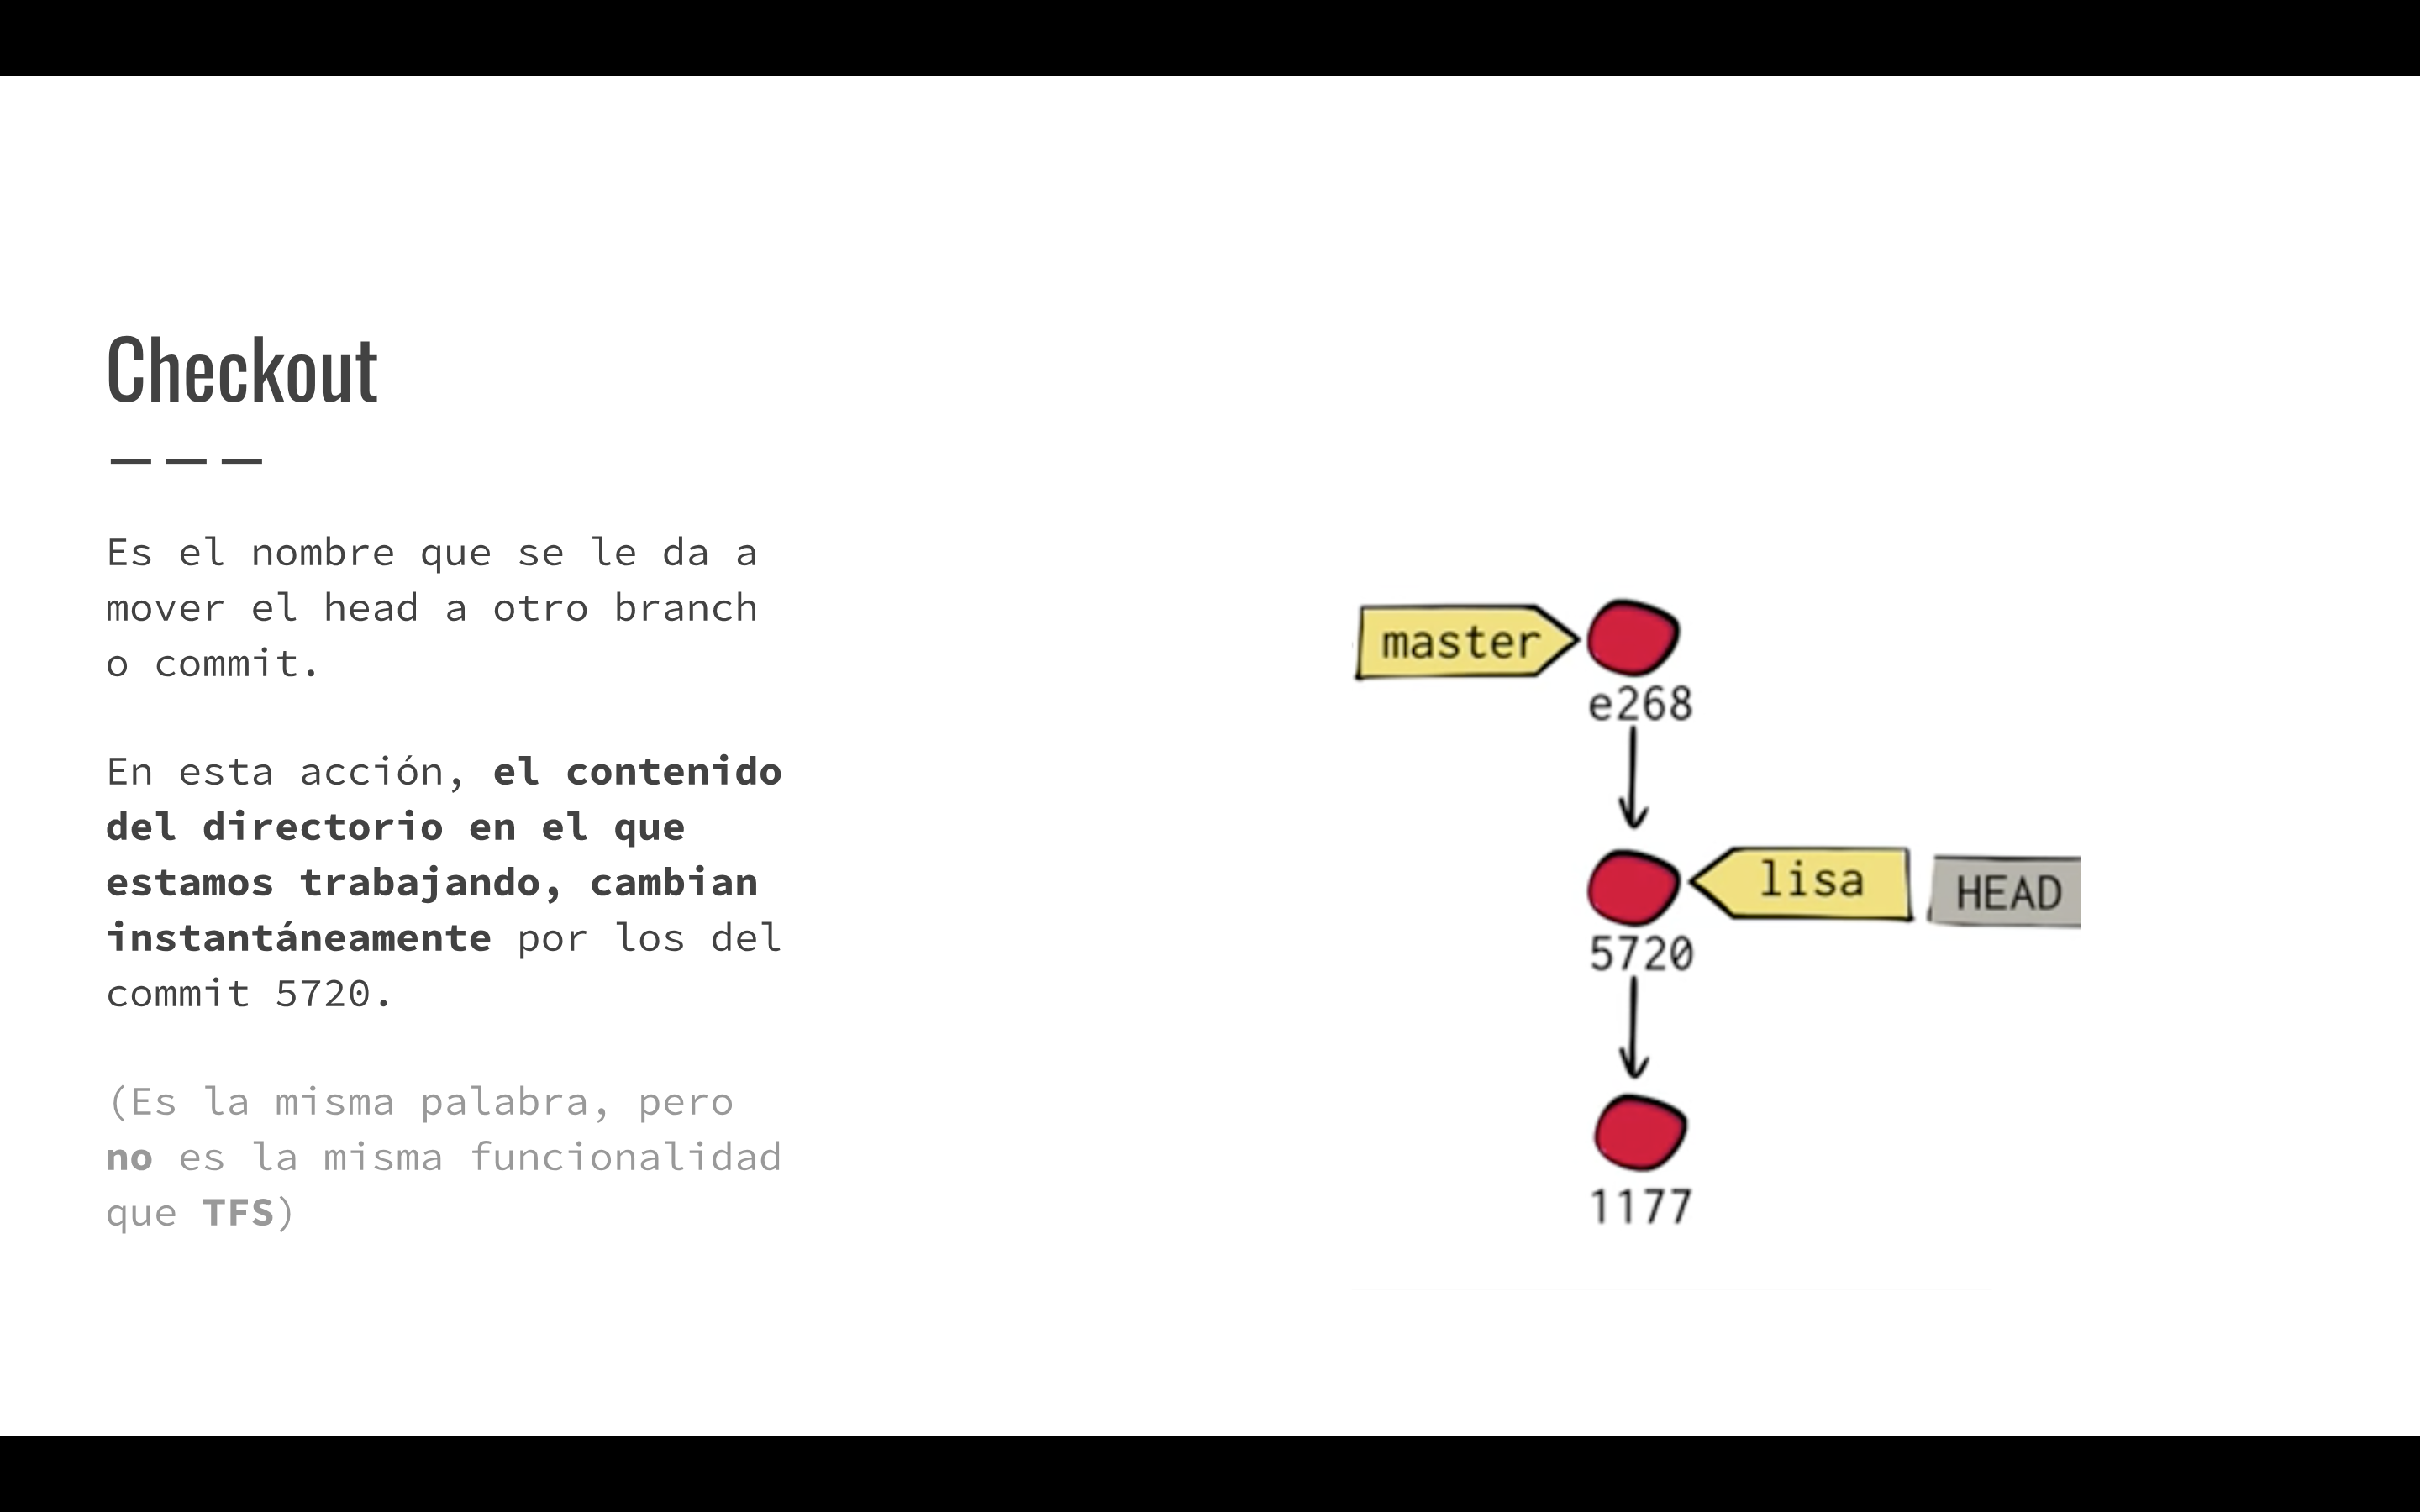 Checkout
Es el nombre que se le da a
mover el head a otro branch
o commit.
En esta acción, el contenido
del directorio en el que
estamos trabajando, cambian
instantáneamente por los del
commit 5720.
(Es la misma palabra, pero
no es la misma funcionalidad
que TFS)
master
e268
lisa
HEAD
5720
1177